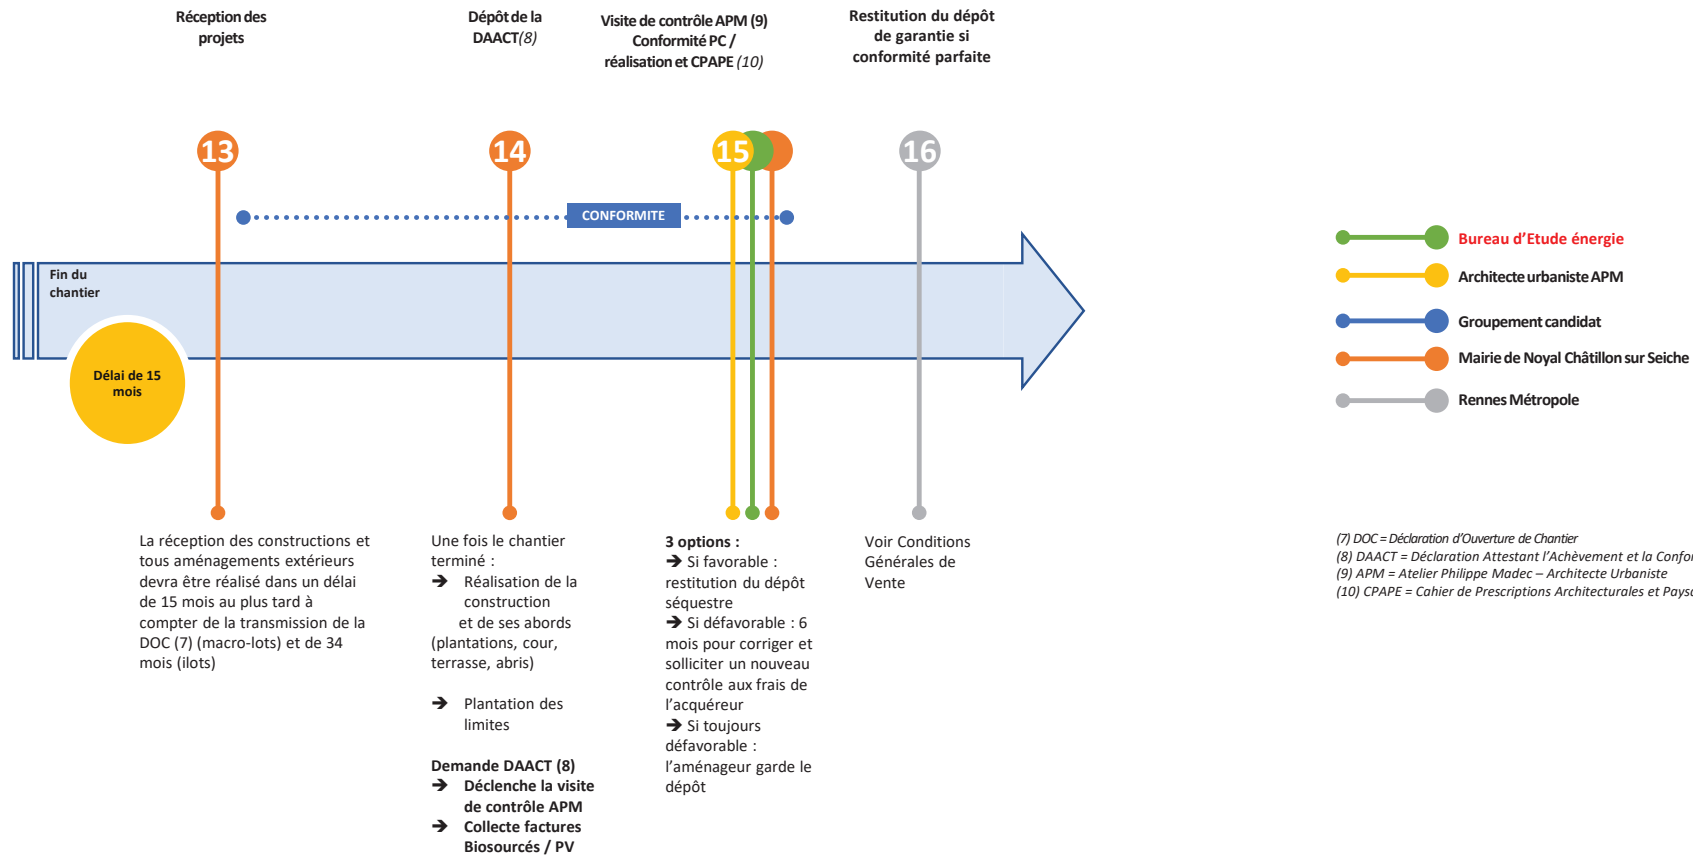 Réception des
projets
Dépôt de la
DAACT(8)
Visite de contrôle APM (9)
Conformité PC /
réalisation et CPAPE (10)
Restitution du dépôt
de garantie si
conformité parfaite
13
14
15
16
CONFORMITE
Fin du
chantier
Délai de 15
mois
Bureau d’Etude énergie
Architecte urbaniste APM
Groupement candidat
Mairie de Noyal Châtillon sur Seiche
Rennes Métropole
La réception des constructions et
tous aménagements extérieurs
devra être réalisé dans un délai
de 15 mois au plus tard à
compter de la transmission de la
DOC (7) (macro-lots) et de 34
mois (ilots)
Une fois le chantier
terminé :
➔ Réalisation de la
construction
et de ses abords
(plantations, cour,
terrasse, abris)
➔ Plantation des
limites
Demande DAACT (8)
➔ Déclenche la visite
de contrôle APM
➔ Collecte factures
Biosourcés / PV
3 options :
➔ Si favorable :
restitution du dépôt
séquestre
➔ Si défavorable : 6
mois pour corriger et
solliciter un nouveau
contrôle aux frais de
l’acquéreur
➔ Si toujours
défavorable :
l’aménageur garde le
dépôt
Voir Conditions
Générales de
Vente
(7) DOC = Déclaration d’Ouverture de Chantier
(8) DAACT = Déclaration Attestant l’Achèvement et la Confor
(9) APM = Atelier Philippe Madec – Architecte Urbaniste
(10) CPAPE = Cahier de Prescriptions Architecturales et Paysa